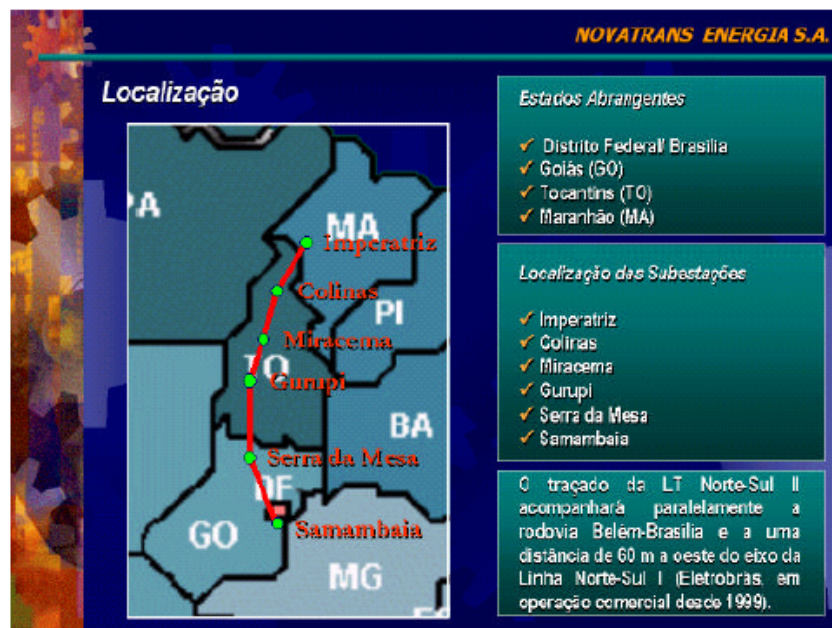 NOVATRANS ENERGIA S.A.
Localização
PA
MA
Imperatriz
Colinas
PI
Miracema
TO
Gurupi
BA
Serra da Mesa
DF
GO
Samambaia
MG
Estados Abrangentes
✓ Distrito Federal/ Brasília
✓ Goiás (GO)
✓ Tocantins (TO)
✓ Maranhão (MA)
Localização das Subestações
✓ Imperatriz
✓ Colinas
✓ Miracema
✓ Gurupi
✓ Serra da Mesa
✓ Samambaia
O traçado da LT Norte-Sul II
acompanhará paralelamente a
rodovia Belém-Brasília e a uma
distância de 60 m a oeste do eixo da
Linha Norte-Sul I (Eletrobrás, em
operação comercial desde 1999).